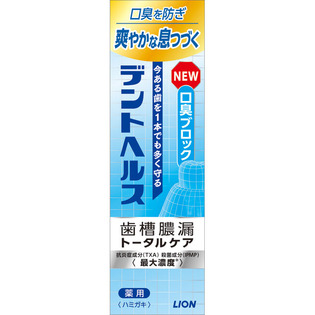 口臭を防ぎ
爽やかな息つづく
デントヘルス
今ある歯を1本でも多く守る
NEW
口臭ブロック
歯槽膿漏
トータルケア
抗炎症成分(TXA) 殺菌成分(IPMP)
〈最大濃度*〉
薬用
〈ハミガキ〉
LION